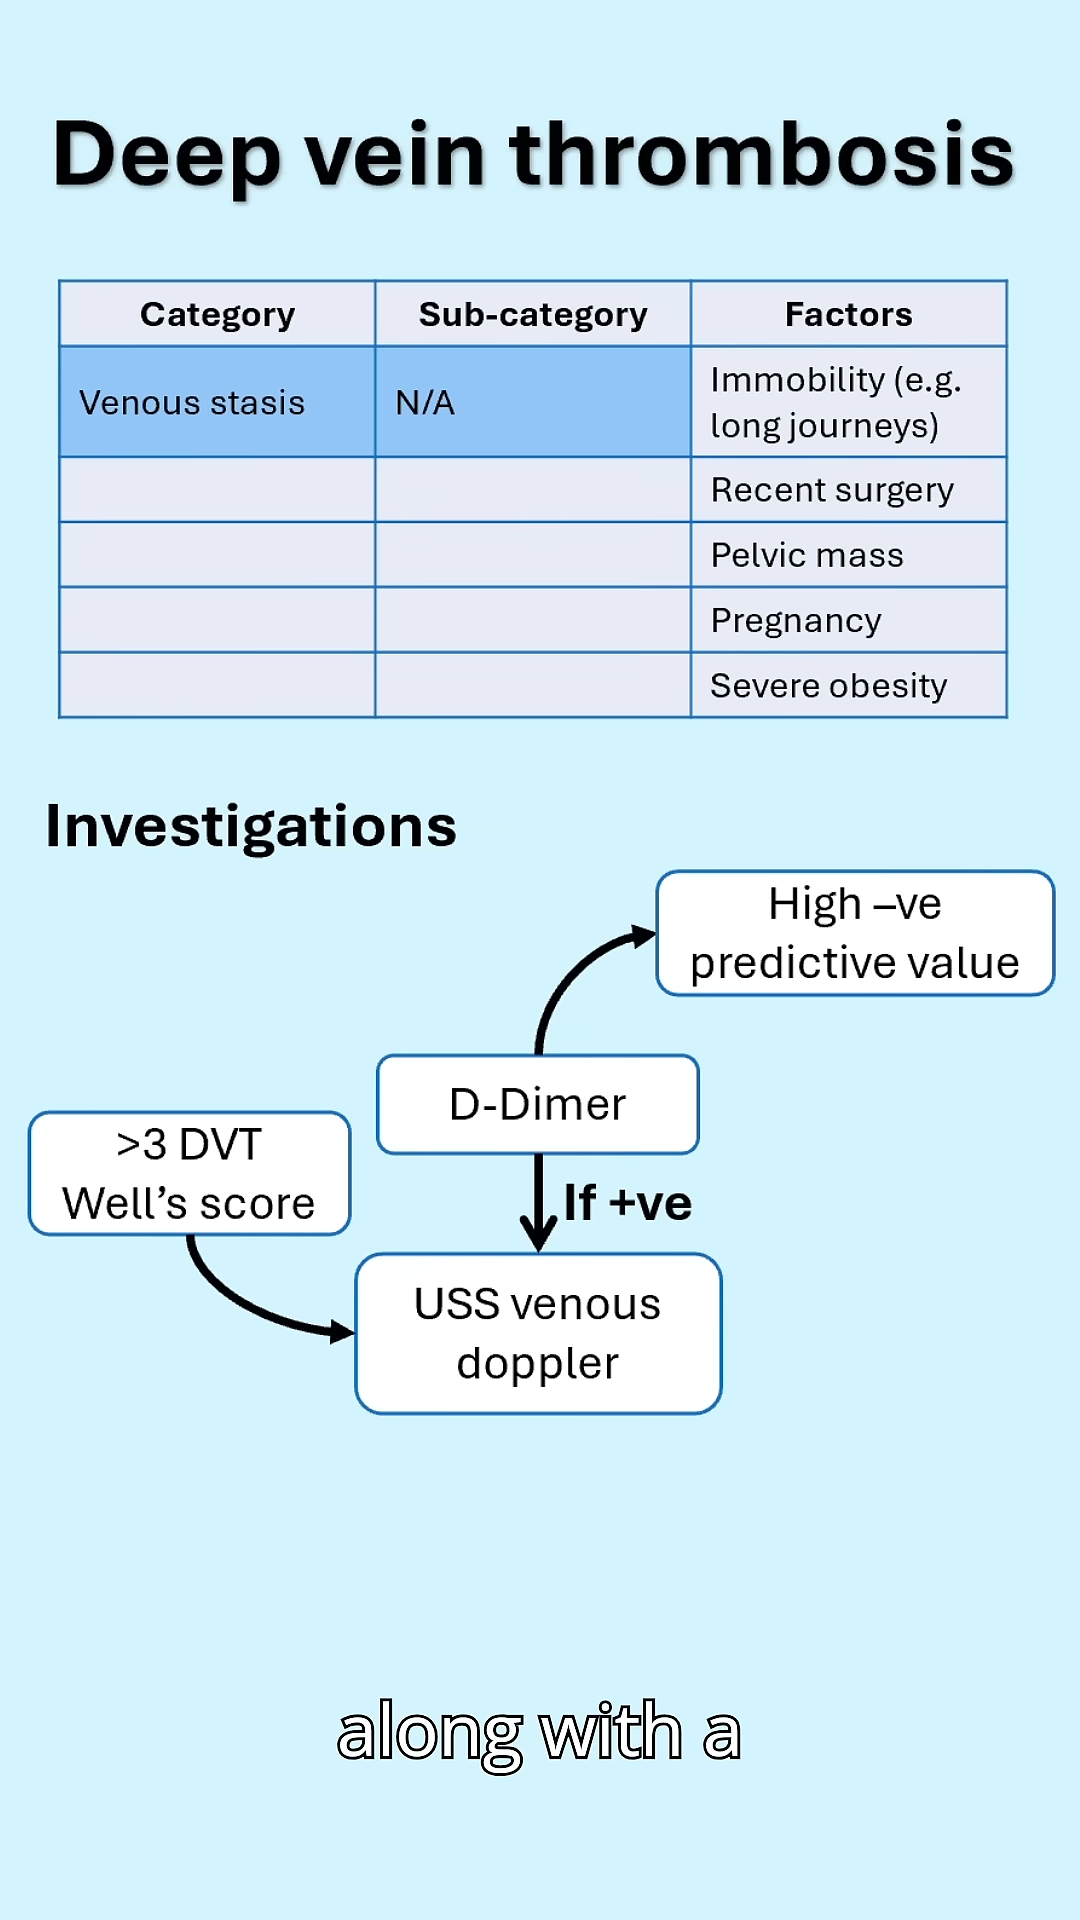 Deep vein thrombosis
Category Sub-category Factors
Venous stasis N/A Immobility (e.g.
long journeys)
Recent surgery
Pelvic mass
Pregnancy
Severe obesity
Investigations
High –ve
predictive value
D-Dimer
>3 DVT
Well’s score
If +ve
USS venous
doppler
along with a